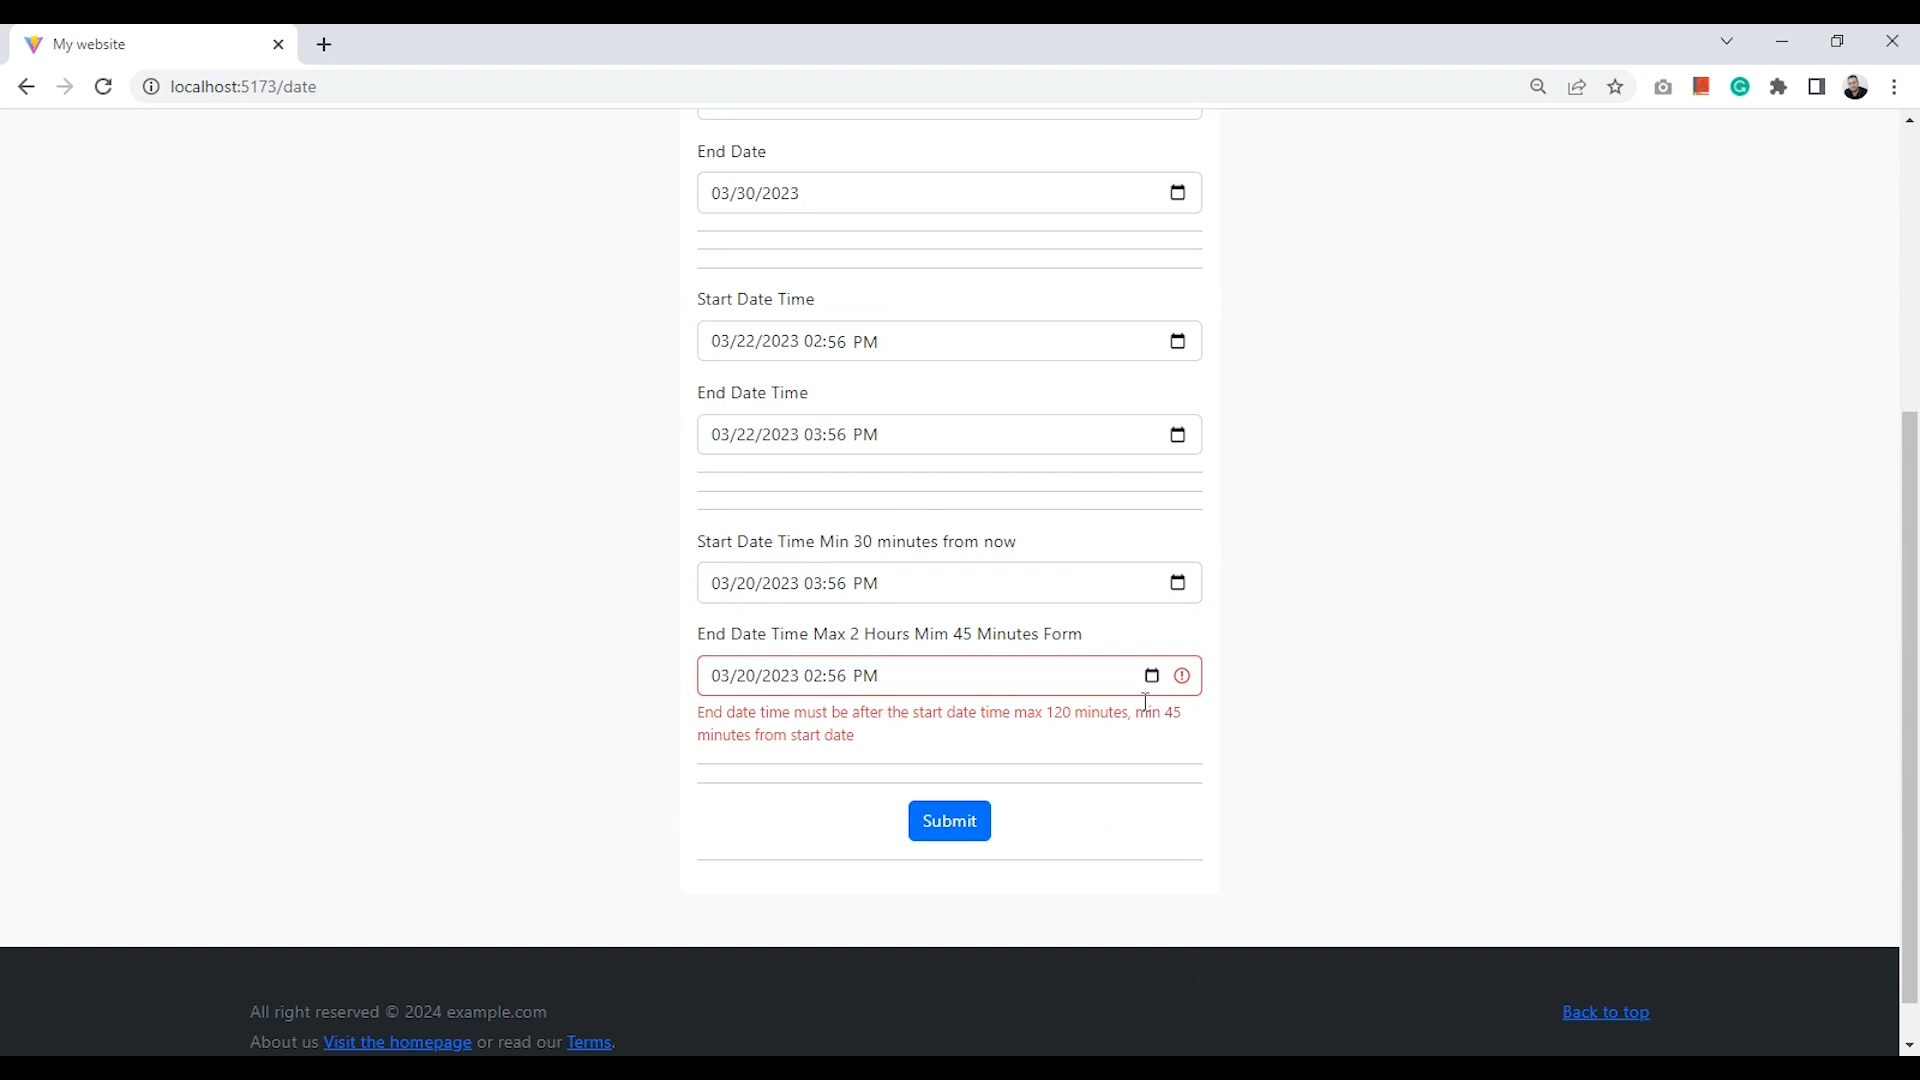 My website
localhost:5173/date
End Date
03/30/2023
Start Date Time
03/22/2023 02:56 PM
End Date Time
03/22/2023 03:56 PM
Start Date Time Min 30 minutes from now
03/20/2023 03:56 PM
End Date Time Max 2 Hours Mim 45 Minutes Form
03/20/2023 02:56 PM
End date time must be after the start date time max 120 minutes, min 45
minutes from start date
Submit
All right reserved © 2024 example.com
Back to top
About us Visit the homepage or read our Terms.